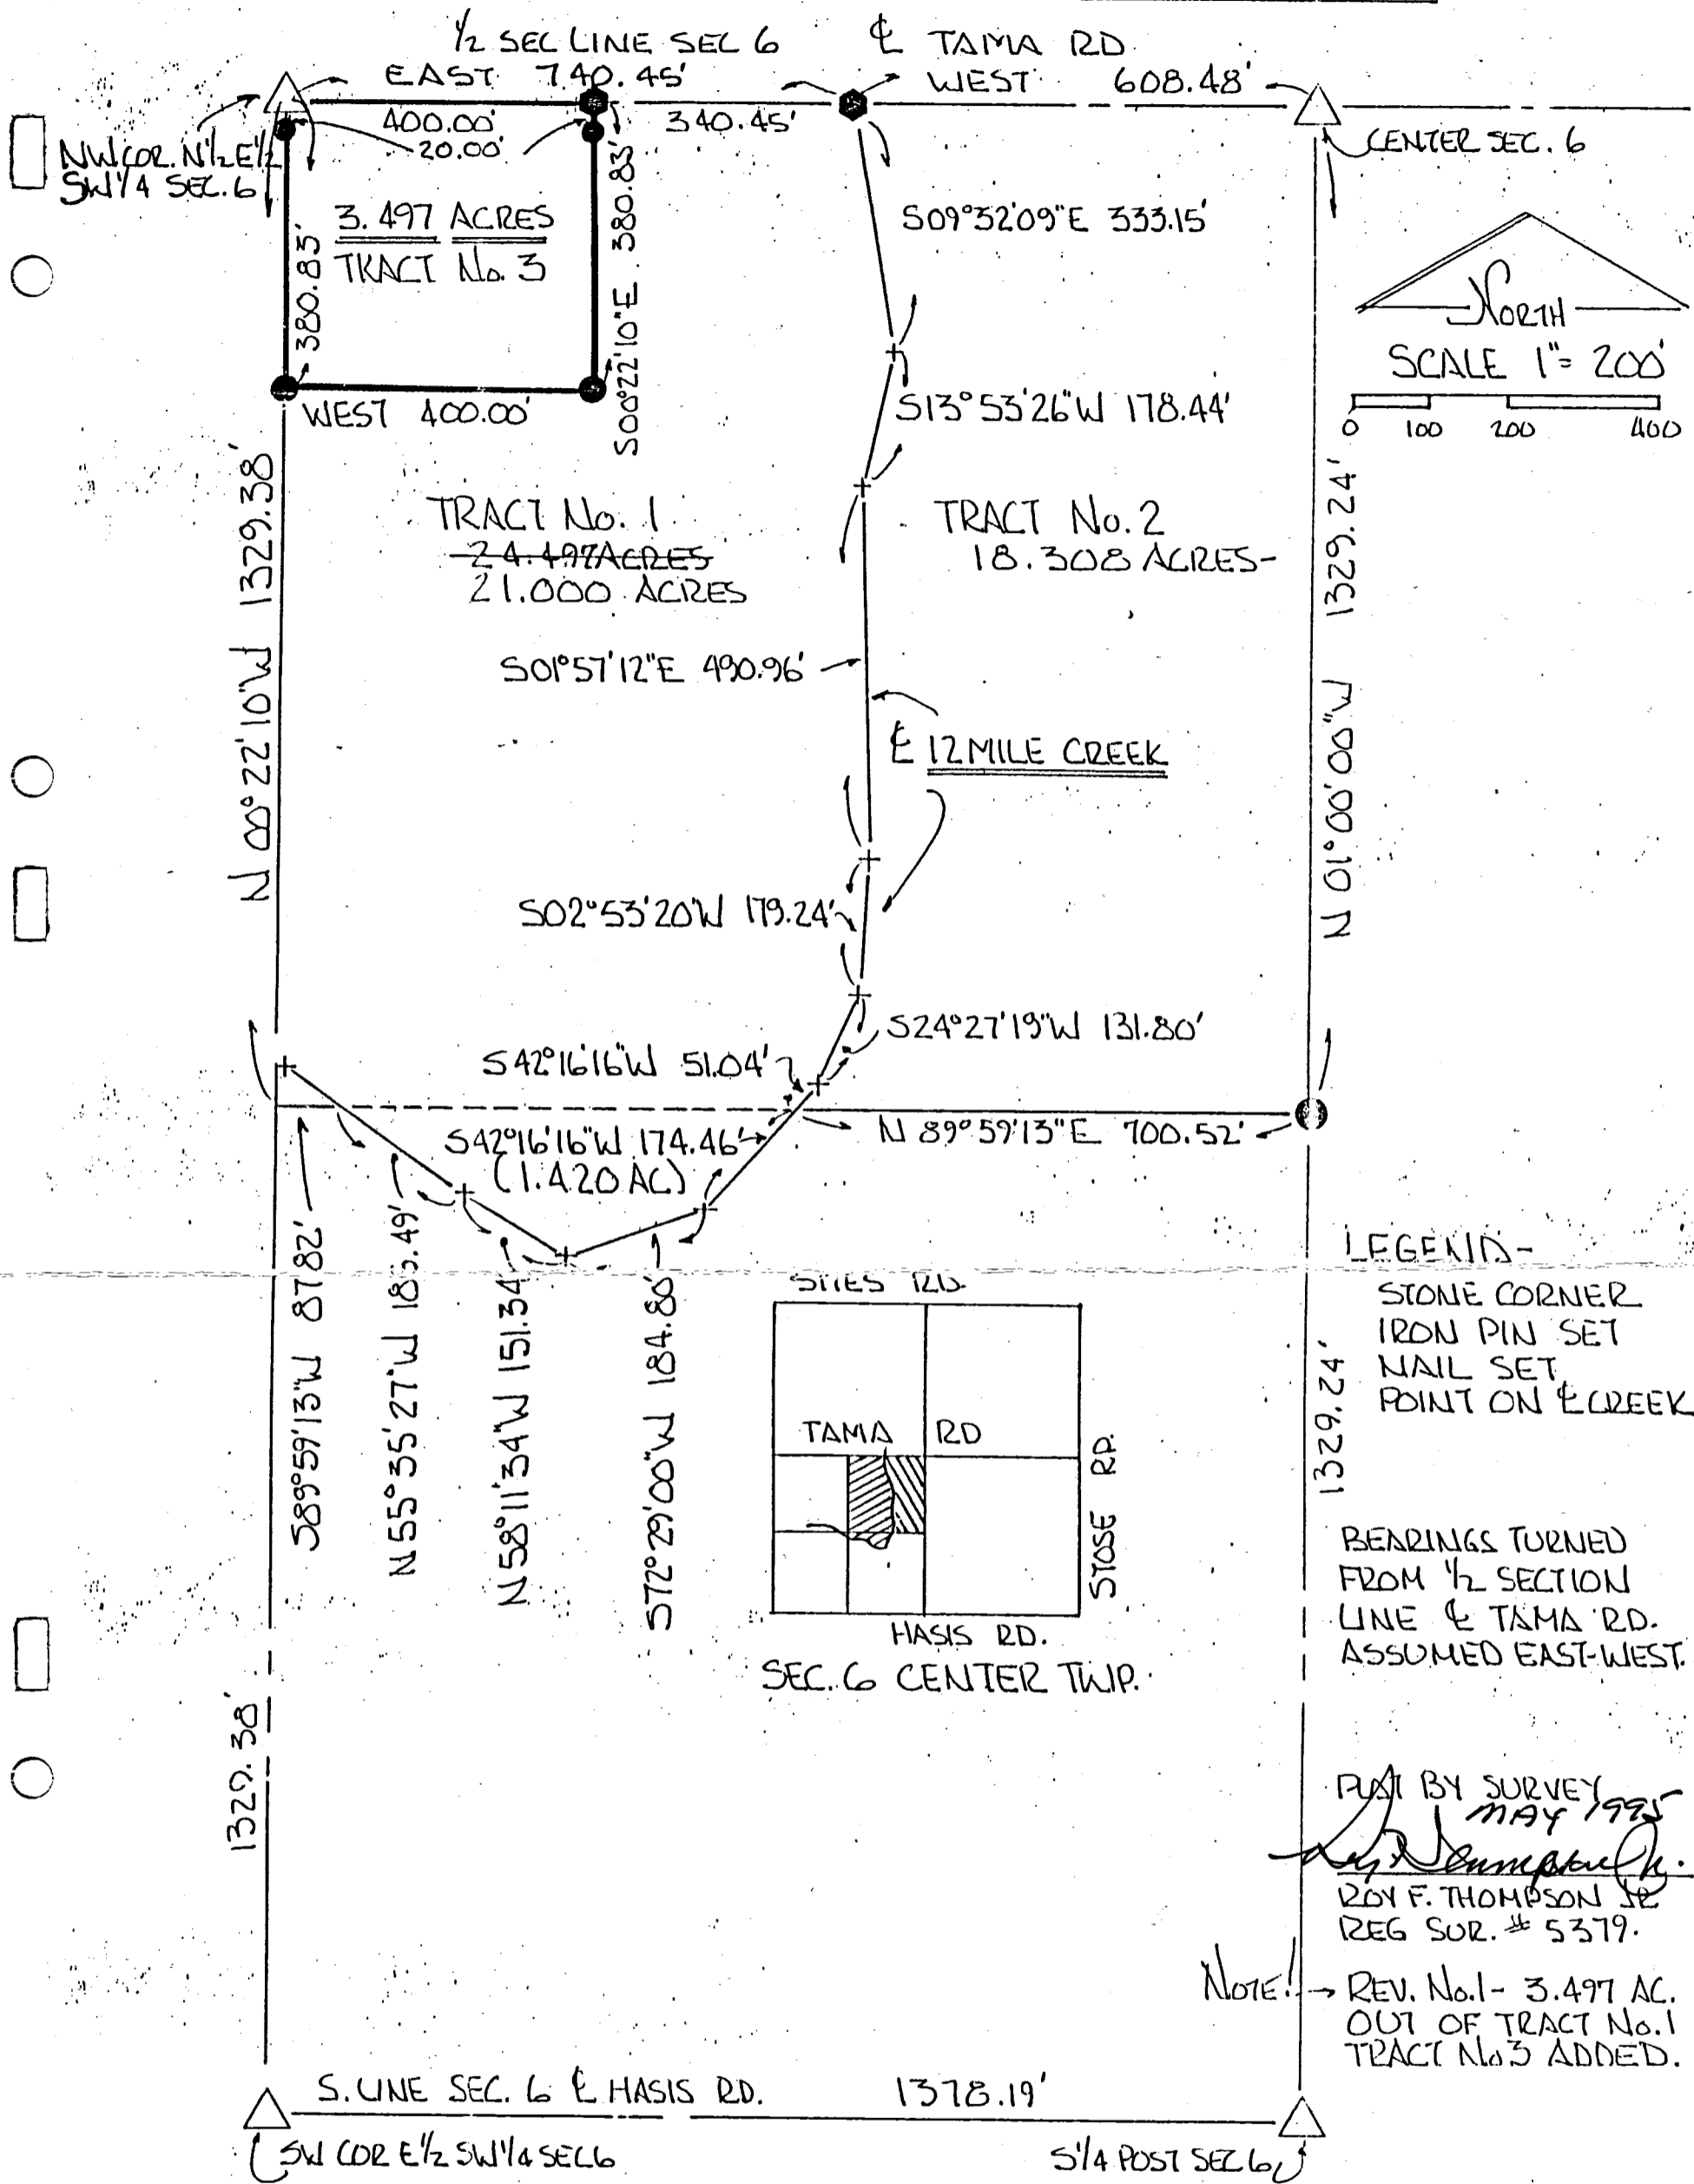 1/2 SEC LINE SEC 6 ℄ TAMA RD
EAST 740.45'
WEST 608.48'
400.00'
340.45'
20.00'
NW COR. N1/2 E1/2
SW1/4 SEC. 6
CENTER SEC. 6
3.497 ACRES
TRACT No. 3
380.83'
S00°22'10"E 380.83'
WEST 400.00'
S09°32'09"E 333.15'
NORTH
SCALE 1"= 200'
0 100 200 400
S13°53'26"W 178.44'
N 00°22'10"W 1329.38'
TRACT No. 1
24.497 ACRES
21.000 ACRES
TRACT No. 2
18.308 ACRES-
N 01°00'00"W 1329.24'
S01°57'12"E 490.96'
℄ 12 MILE CREEK
S02°53'20"W 179.24'
S24°27'19"W 131.80'
S42°16'16"W 51.04'
S42°16'16"W 174.46'
(1.420 AC)
N 89°59'13"E 700.52'
S89°59'13"W 87.82'
N55°35'27"W 185.49'
N58°11'34"W 151.34'
S72°29'00"W 184.80'
LEGEND-
STONE CORNER
IRON PIN SET
NAIL SET
POINT ON ℄ CREEK
SITES RD.
TAMA RD
STOSE RD.
HASIS RD.
SEC. 6 CENTER TWP.
1329.24'
BEARINGS TURNED
FROM 1/2 SECTION
LINE ℄ TAMA RD.
ASSUMED EAST-WEST.
1329.38'
PLAT BY SURVEY
MAY 1995
ROY F. THOMPSON JR
REG SUR. # 5379.
NOTE! → REV. No.1- 3.497 AC.
OUT OF TRACT No.1
TRACT No3 ADDED.
S. LINE SEC. 6 ℄ HASIS RD. 1378.19'
SW COR E1/2 SW1/4 SEC 6
S1/4 POST SEC 6